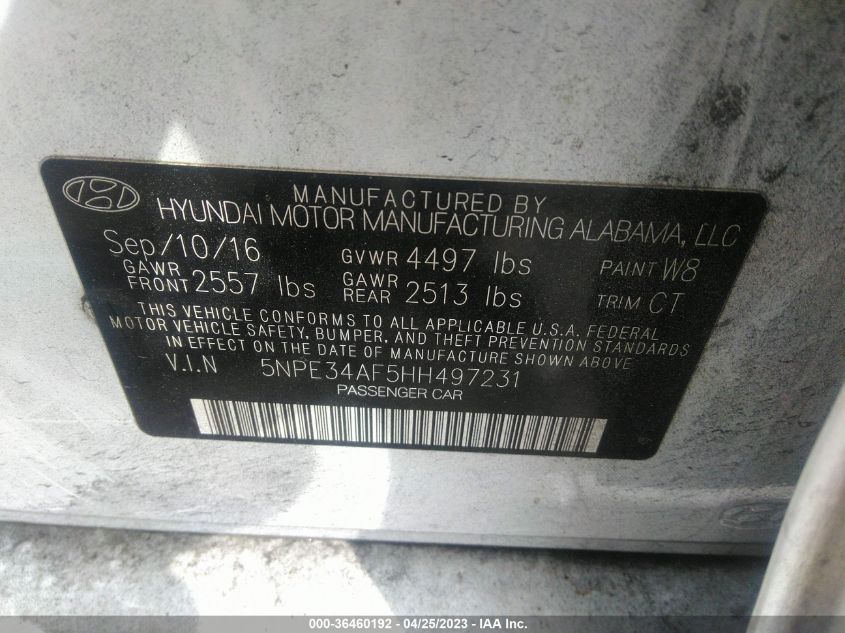 MANUFACTURED BY
HYUNDAI MOTOR MANUFACTURING ALABAMA, LLC
Sep/10/16 GVWR 4497 lbs PAINT W8
GAWR FRONT 2557 lbs GAWR REAR 2513 lbs TRIM CT
THIS VEHICLE CONFORMS TO ALL APPLICABLE U.S.A. FEDERAL
MOTOR VEHICLE SAFETY, BUMPER, AND THEFT PREVENTION STANDARDS
IN EFFECT ON THE DATE OF MANUFACTURE SHOWN ABOVE
V.I.N 5NPE34AF5HH497231
PASSENGER CAR
000-36460192 - 04/25/2023 - IAA Inc.